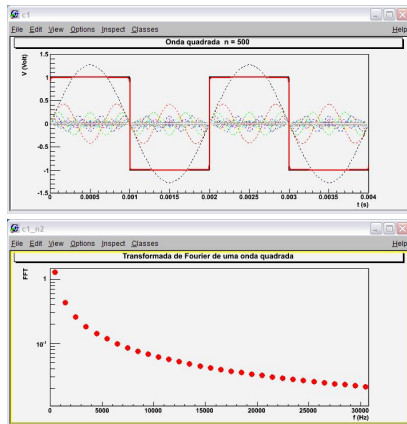 c1
File Edit View Options Inspect Classes Help
Onda quadrada n = 500
V (Volt)
1.5
1
0.5
0
-0.5
-1
-1.5
0 0.0005 0.001 0.0015 0.002 0.0025 0.003 0.0035 0.004
t (s)
c1_n2
File Edit View Options Inspect Classes Help
Transformada de Fourier de uma onda quadrada
FFT
1
10-1
0 5000 10000 15000 20000 25000 30000
f (Hz)